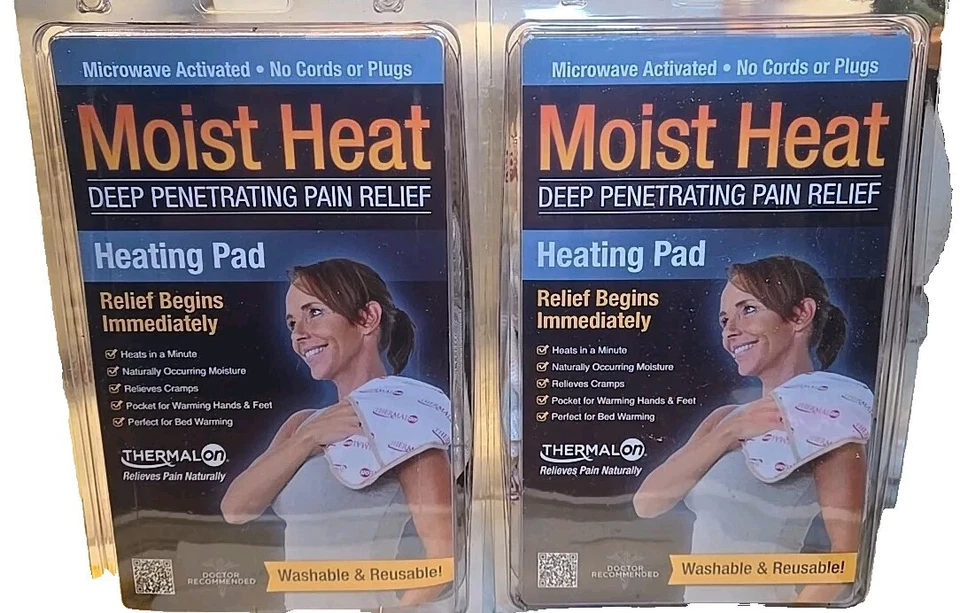 Microwave Activated • No Cords or Plugs
Moist Heat
DEEP PENETRATING PAIN RELIEF
Heating Pad
Relief Begins
Immediately
Heats in a Minute
Naturally Occurring Moisture
Relieves Cramps
Pocket for Warming Hands & Feet
Perfect for Bed Warming
THERMALON
Relieves Pain Naturally
DOCTOR
RECOMMENDED
Washable & Reusable!
Microwave Activated • No Cords or Plugs
Moist Heat
DEEP PENETRATING PAIN RELIEF
Heating Pad
Relief Begins
Immediately
Heats in a Minute
Naturally Occurring Moisture
Relieves Cramps
Pocket for Warming Hands & Feet
Perfect for Bed Warming
THERMALON
Relieves Pain Naturally
DOCTOR
RECOMMENDED
Washable & Reusable!